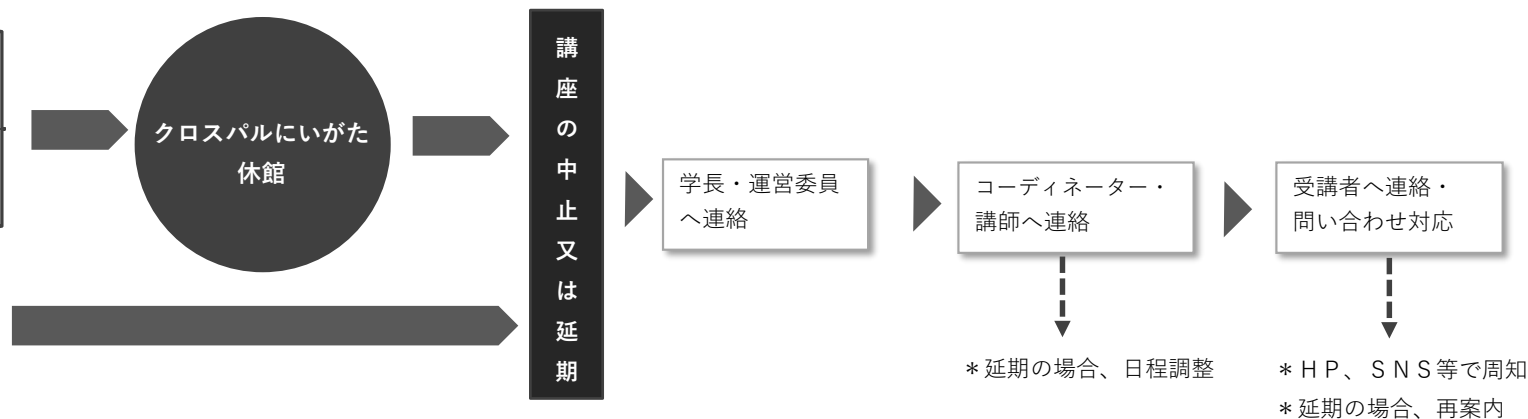 クロスパルにいがた
休館
講座の中止又は延期
学長・運営委員
へ連絡
コーディネーター・
講師へ連絡
受講者へ連絡・
問い合わせ対応
＊延期の場合、日程調整
＊ＨＰ、ＳＮＳ等で周知
＊延期の場合、再案内